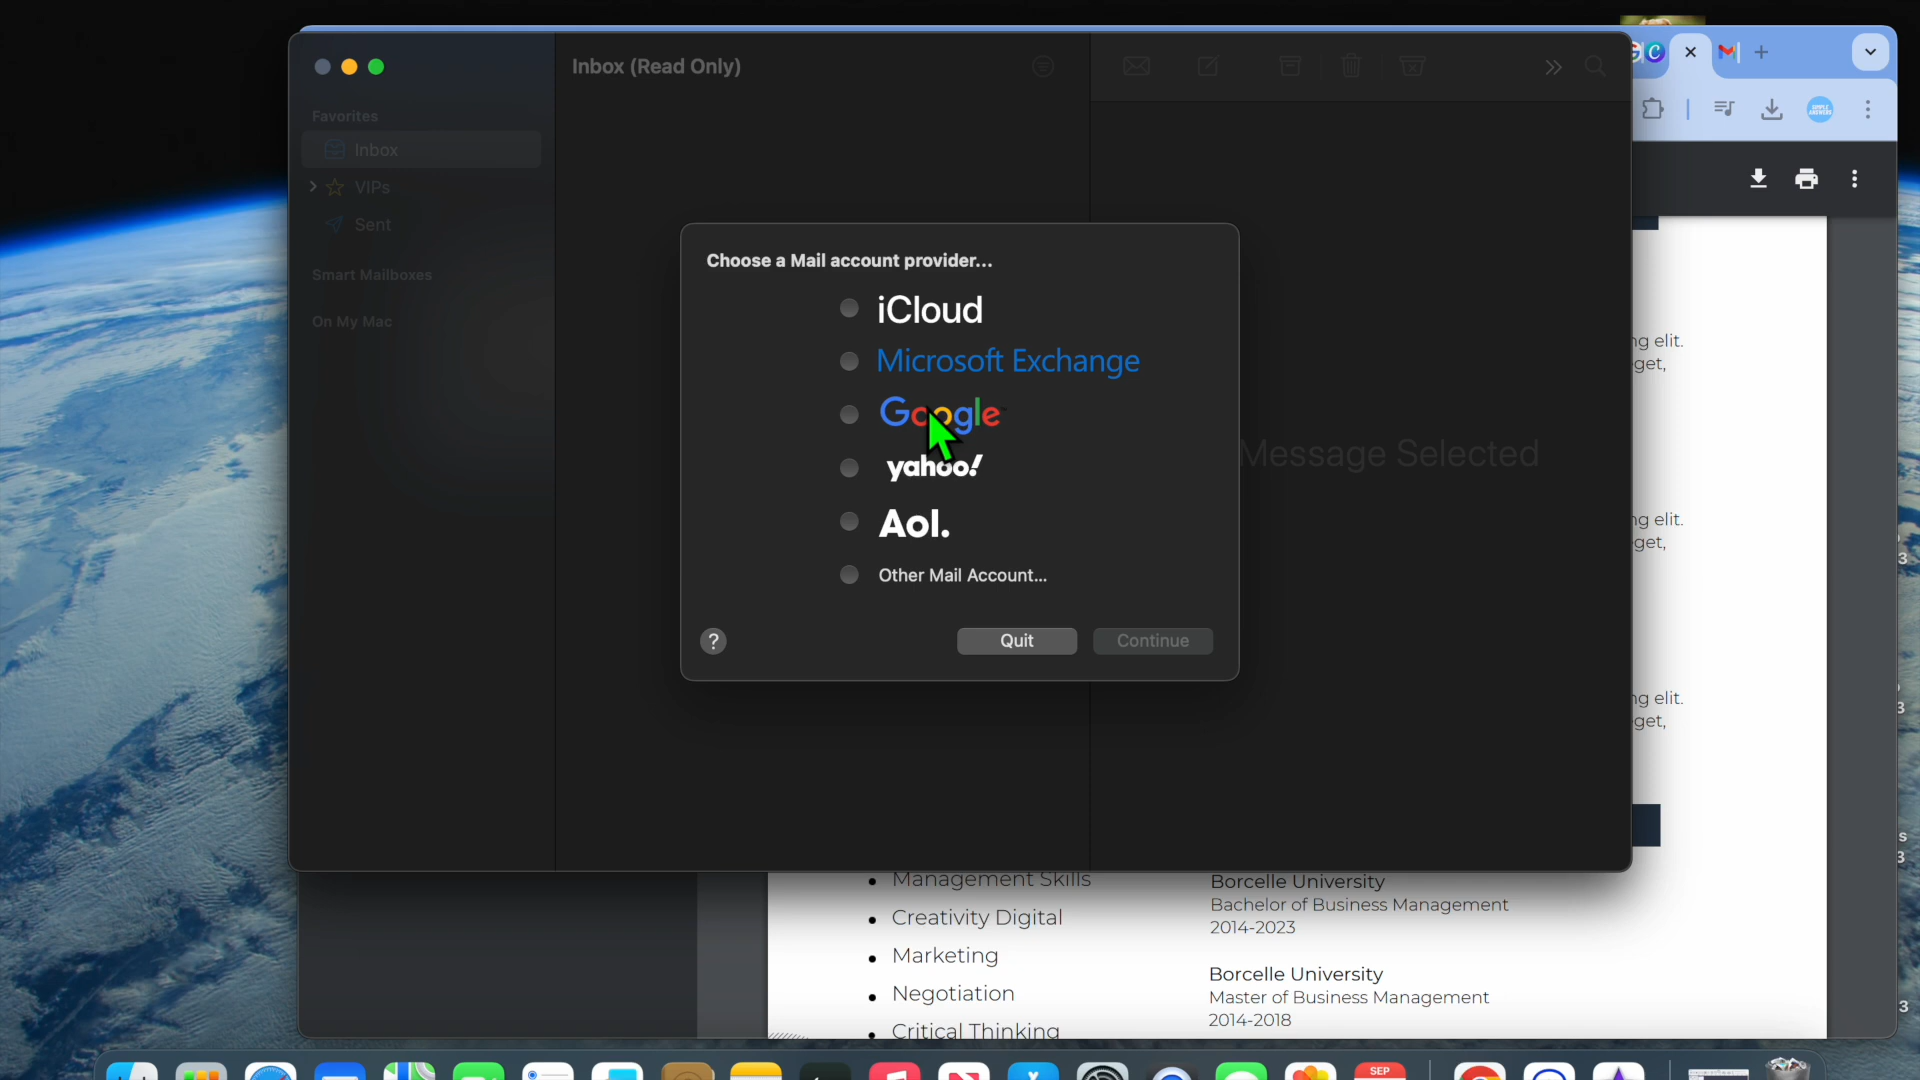 Inbox (Read Only)
Favorites
Inbox
VIPs
Sent
Smart Mailboxes
On My Mac
Choose a Mail account provider...
iCloud
Microsoft Exchange
Google
yahoo!
Aol.
Other Mail Account...
?
Quit
Continue
Message Selected
elit.
get,
elit.
get,
elit.
get,
Management Skills
Creativity Digital
Marketing
Negotiation
Critical Thinking
Borcelle University
Bachelor of Business Management
2014-2023
Borcelle University
Master of Business Management
2014-2018
SEP